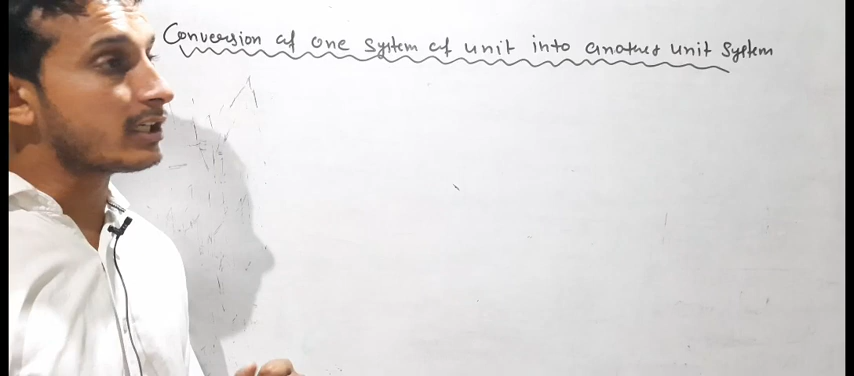 Conversion of one system of unit into another unit system